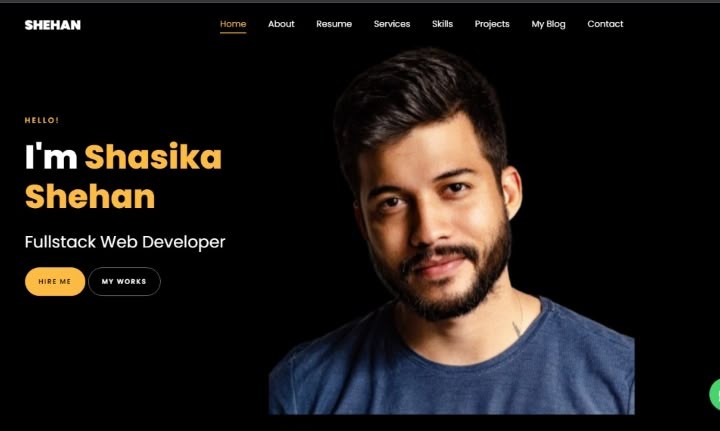 SHEHAN
Home About Resume Services Skills Projects My Blog Contact
HELLO!
I'm Shasika
Shehan
Fullstack Web Developer
HIRE ME MY WORKS